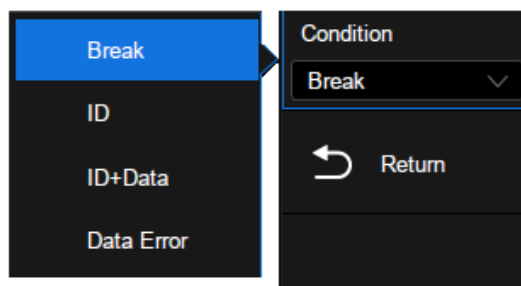 Break
ID
ID+Data
Data Error
Condition
Break
Return